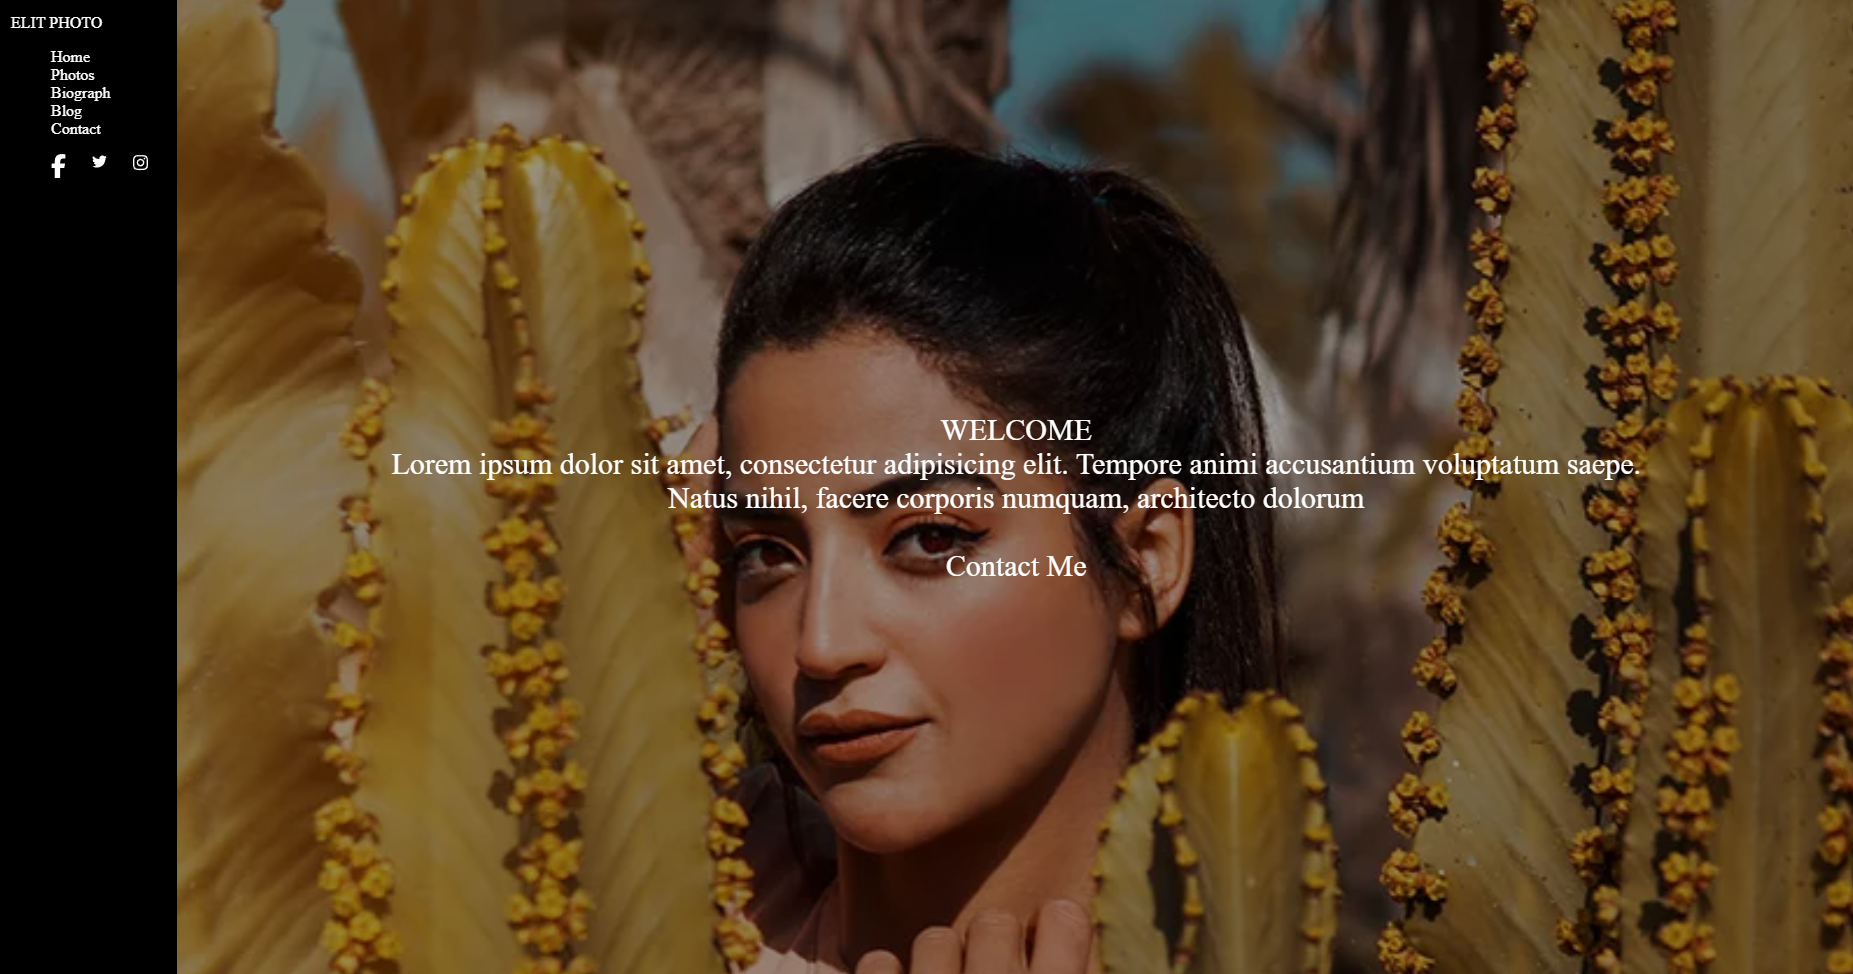 ELIT PHOTO
Home
Photos
Biograph
Blog
Contact
WELCOME
Lorem ipsum dolor sit amet, consectetur adipisicing elit. Tempore animi accusantium voluptatum saepe.
Natus nihil, facere corporis numquam, architecto dolorum
Contact Me